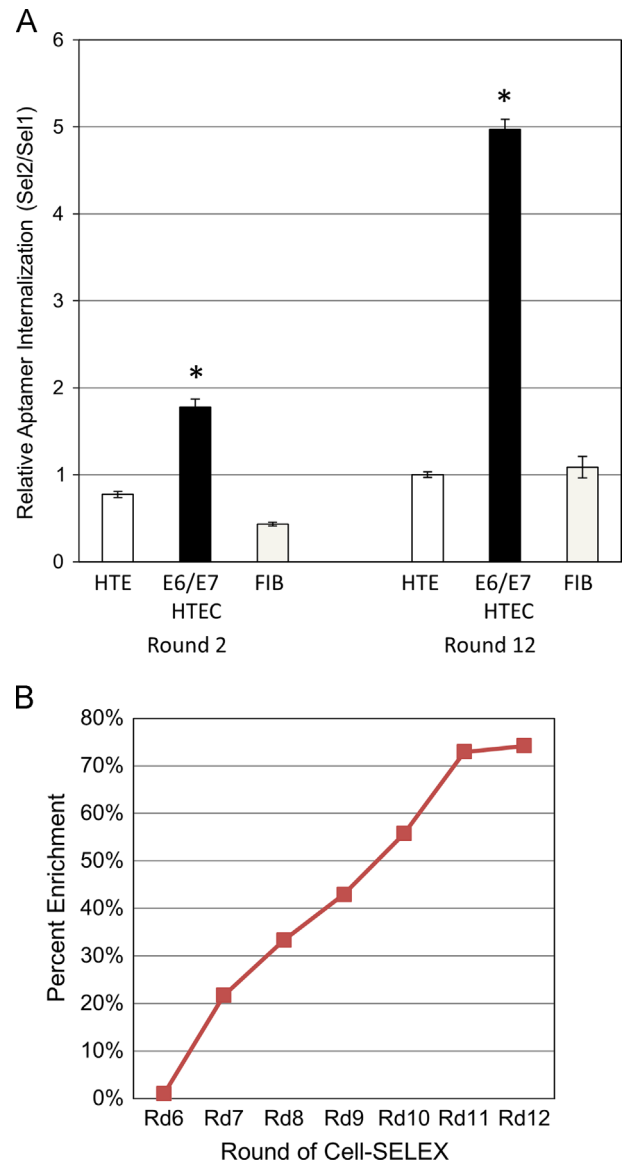 A
Relative Aptamer Internalization (Sel2/Sel1)
6
5
4
3
2
1
0
*
*
HTE E6/E7 FIB HTE E6/E7 FIB
HTEC HTEC
Round 2 Round 12
B
Percent Enrichment
80%
70%
60%
50%
40%
30%
20%
10%
0%
Rd6 Rd7 Rd8 Rd9 Rd10 Rd11 Rd12
Round of Cell-SELEX